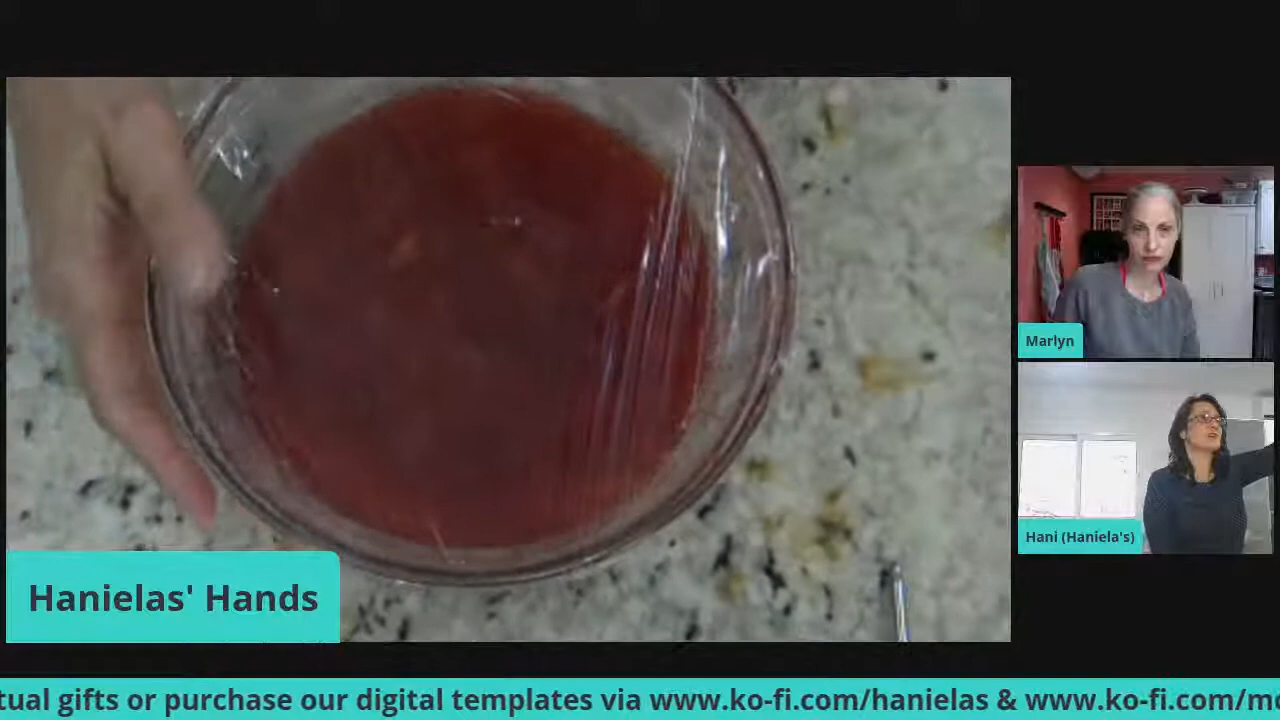 Marlyn
Hani (Haniela's)
Hanielas' Hands
tual gifts or purchase our digital templates via www.ko-fi.com/hanielas & www.ko-fi.com/m